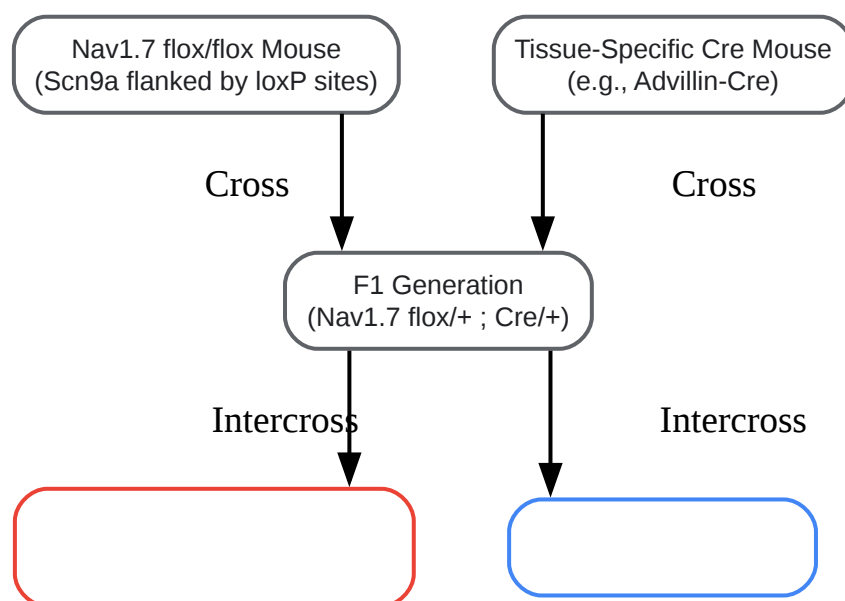 Nav1.7 flox/flox Mouse
(Scn9a flanked by loxP sites)
Tissue-Specific Cre Mouse
(e.g., Advillin-Cre)
Cross
Cross
F1 Generation
(Nav1.7 flox/+ ; Cre/+)
Intercross
Intercross